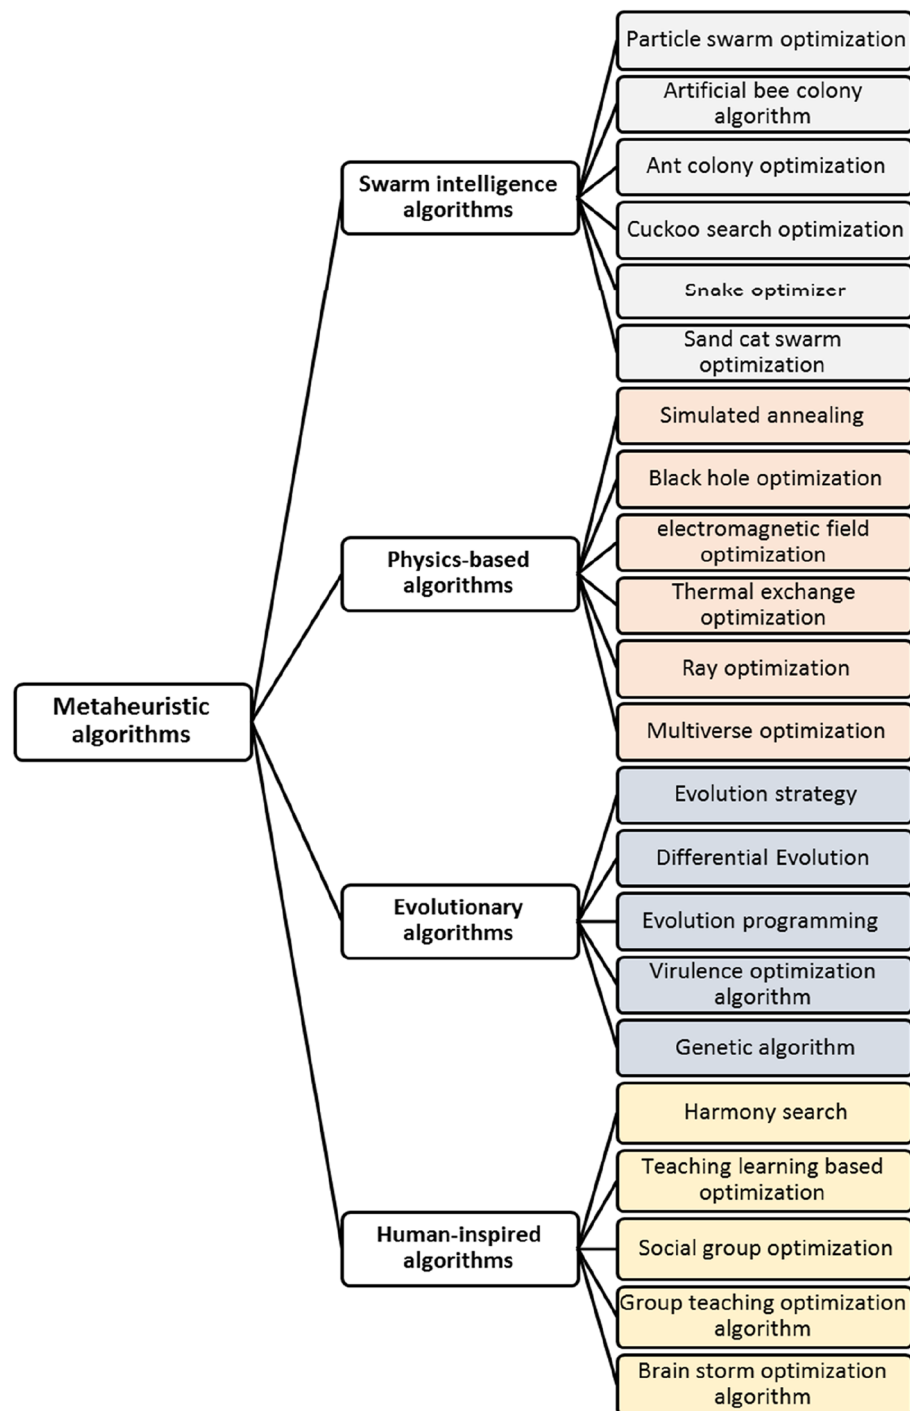 Particle swarm optimization
Artificial bee colony
algorithm
Ant colony optimization
Swarm intelligence
algorithms
Cuckoo search optimization
Snake optimizer
Sand cat swarm
optimization
Simulated annealing
Black hole optimization
electromagnetic field
optimization
Physics-based
algorithms
Thermal exchange
optimization
Ray optimization
Multiverse optimization
Metaheuristic
algorithms
Evolution strategy
Differential Evolution
Evolutionary
algorithms
Evolution programming
Virulence optimization
algorithm
Genetic algorithm
Harmony search
Teaching learning based
optimization
Human-inspired
algorithms
Social group optimization
Group teaching optimization
algorithm
Brain storm optimization
algorithm